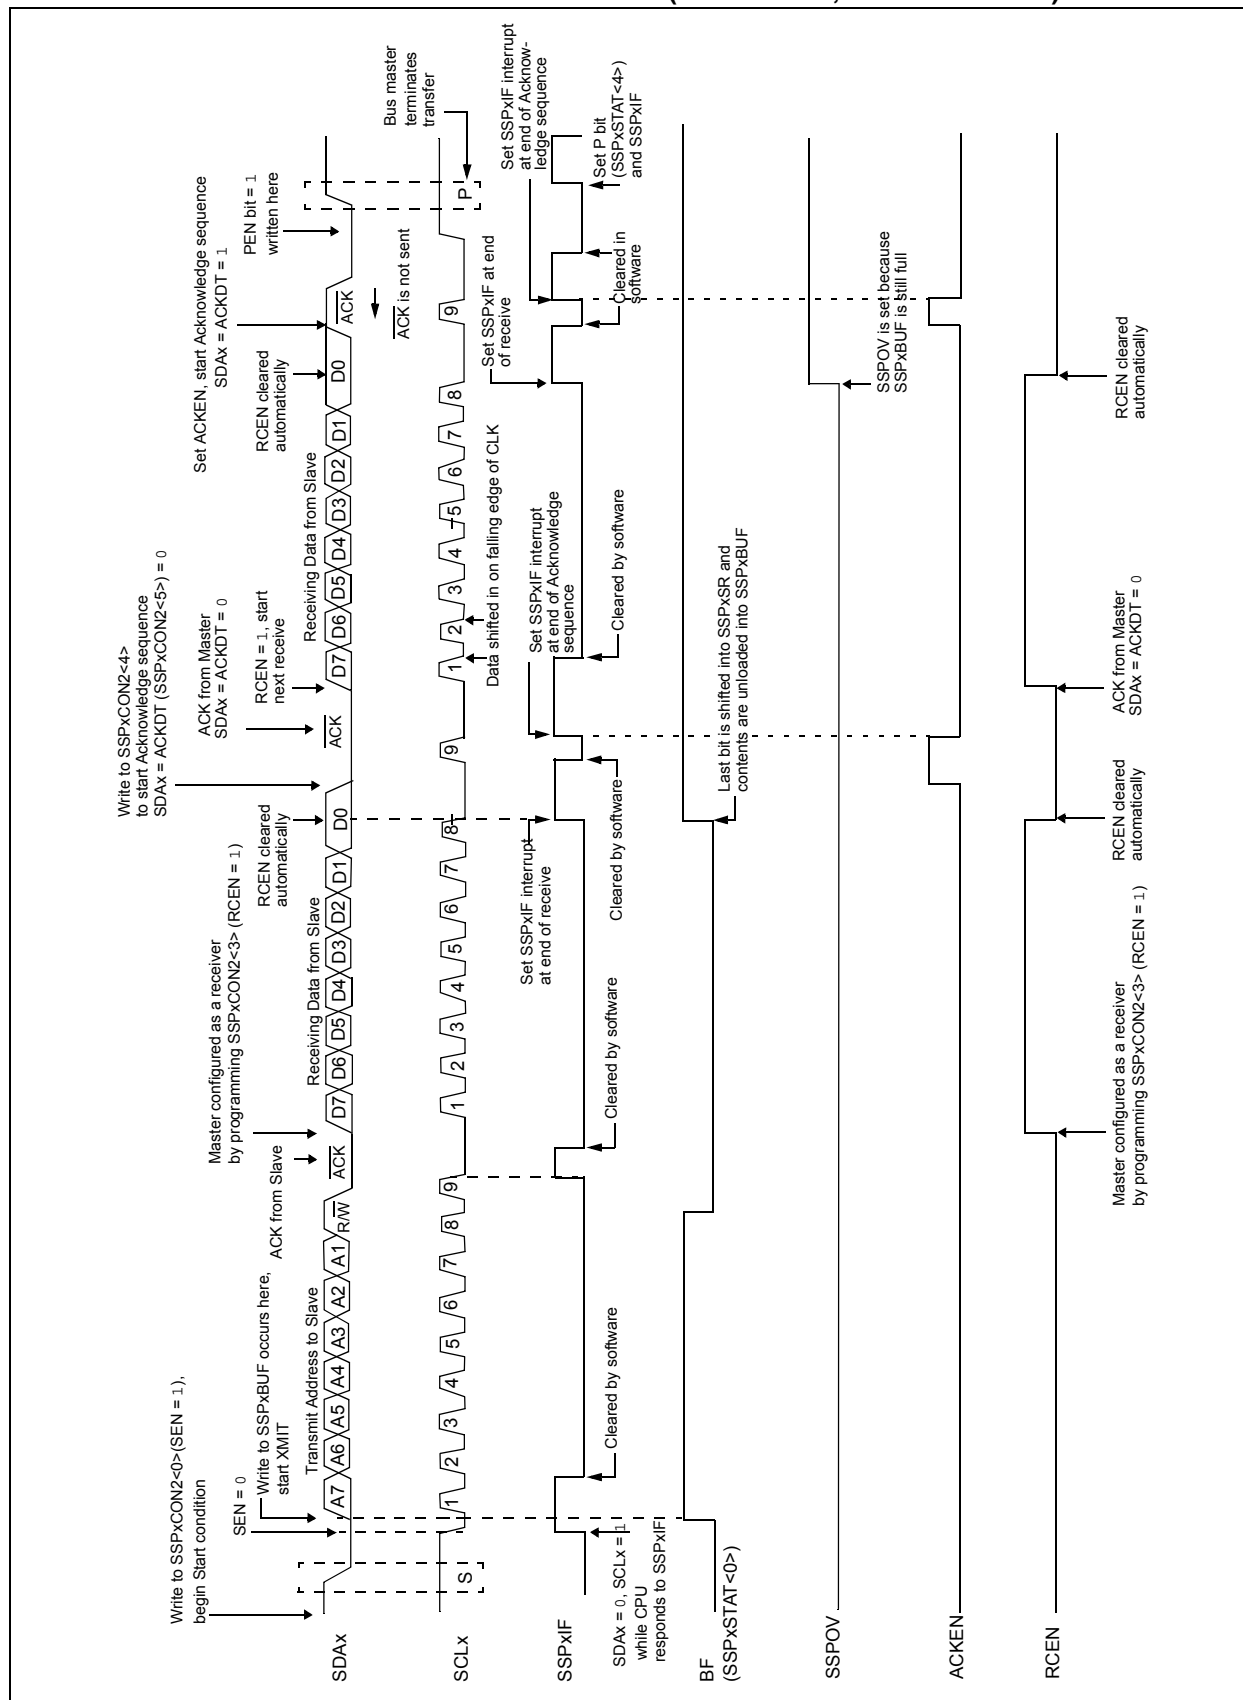 Write to SSPxCON2<0>(SEN = 1),
begin Start condition
SEN = 0
Write to SSPxBUF occurs here,
start XMIT
ACK from Slave
Master configured as a receiver
by programming SSPxCON2<3> (RCEN = 1)
RCEN cleared
automatically
Write to SSPxCON2<4>
to start Acknowledge sequence
SDAx = ACKDT (SSPxCON2<5>) = 0
ACK from Master
SDAx = ACKDT = 0
RCEN = 1, start
next receive
RCEN cleared
automatically
Set ACKEN, start Acknowledge sequence
SDAx = ACKDT = 1
PEN bit = 1
written here
Transmit Address to Slave
Receiving Data from Slave
Receiving Data from Slave
SDAx
A7 A6 A5 A4 A3 A2 A1 R/W ACK D7 D6 D5 D4 D3 D2 D1 D0 ACK D7 D6 D5 D4 D3 D2 D1 D0 ACK
ACK is not sent
Bus master
terminates
transfer
SCLx
S 1 2 3 4 5 6 7 8 9 1 2 3 4 5 6 7 8 9 1 2 3 4 5 6 7 8 9 P
Data shifted in on falling edge of CLK
Set SSPxIF interrupt
at end of receive
Set SSPxIF interrupt
at end of Acknowledge
sequence
Set SSPxIF at end
of receive
Set SSPxIF interrupt
at end of Acknow-
ledge sequence
SSPxIF
SDAx = 0, SCLx = 1
while CPU
responds to SSPxIF
Cleared by software
Cleared by software
Cleared by software
Cleared by software
Cleared in
software
Set P bit
(SSPxSTAT<4>)
and SSPxIF
BF
(SSPxSTAT<0>)
Last bit is shifted into SSPxSR and
contents are unloaded into SSPxBUF
SSPOV
SSPOV is set because
SSPxBUF is still full
ACKEN
RCEN
Master configured as a receiver
by programming SSPxCON2<3> (RCEN = 1)
RCEN cleared
automatically
ACK from Master
SDAx = ACKDT = 0
RCEN cleared
automatically